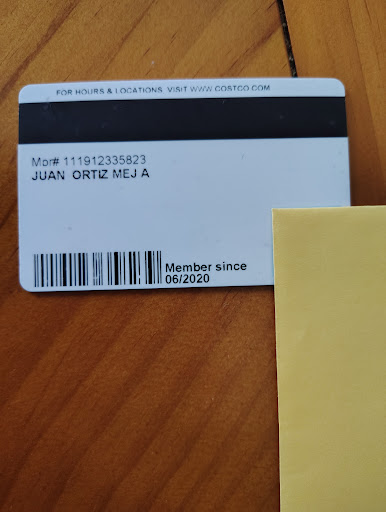 FOR HOURS & LOCATIONS VISIT WWW.COSTCO.COM
Mbr# 111912335823
JUAN ORTIZ MEJ A
Member since
06/2020